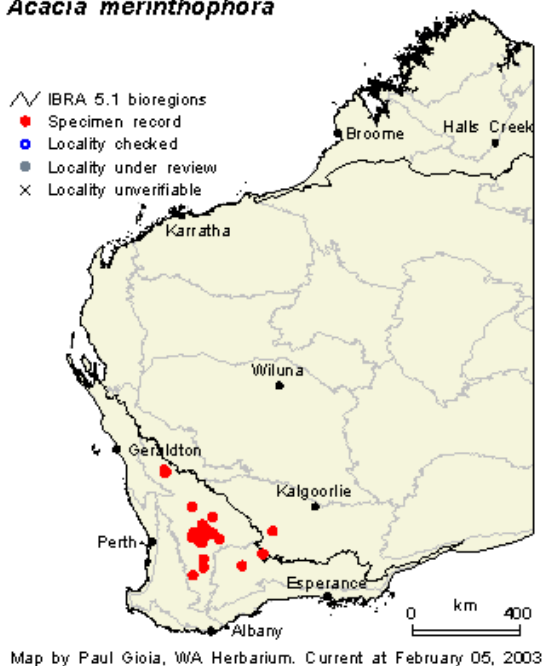 Acacia merinthophora
IBRA 5.1 bioregions
Specimen record
Locality checked
Locality under review
Locality unverifiable
Broome
Halls Creek
Karratha
Wiluna
Geraldton
Kalgoorlie
Perth
Esperance
Albany
0 km 400
Map by Paul Gioia, WA Herbarium. Current at February 05, 2003